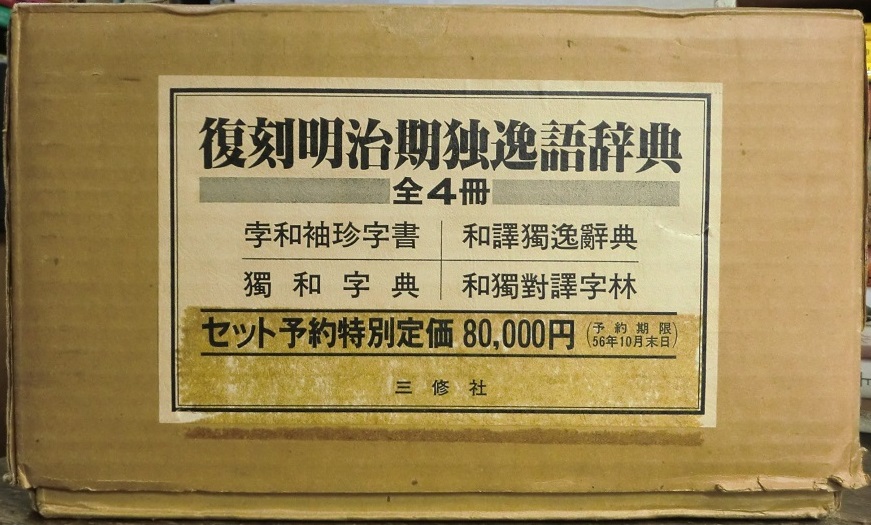 復刻明治期独逸語辞典
全4冊
孛和袖珍字書
和譯獨逸辭典
獨和字典
和獨對譯字林
セット予約特別定価 80,000円 (予約期限 56年10月末日)
三修社